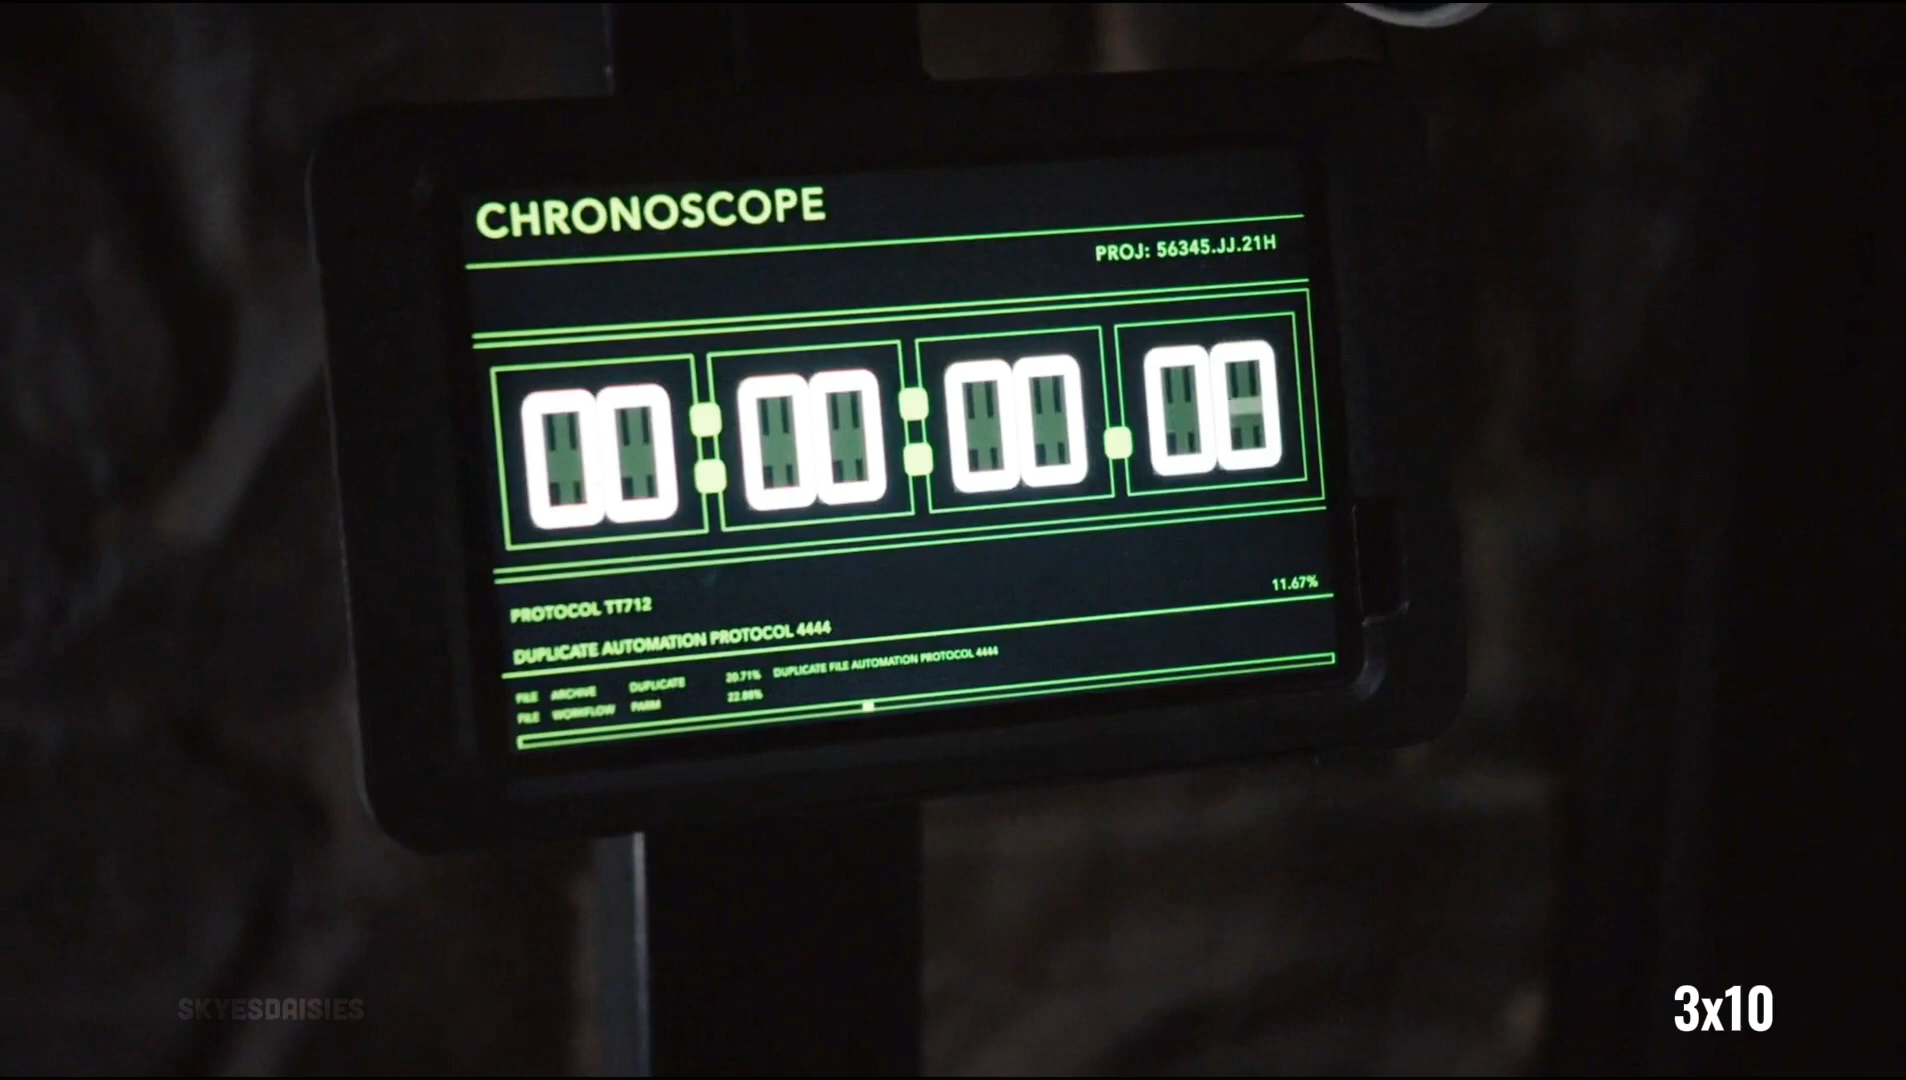 CHRONOSCOPE
PROJ: 56345.JJ.21H
00:00:00.00
PROTOCOL TT712
11.67%
DUPLICATE AUTOMATION PROTOCOL 4444
FILE ARCHIVE DUPLICATE 20.71% DUPLICATE FILE AUTOMATION PROTOCOL 4444
FILE WORKFLOW PARM 22.88%
SKYESDAISIES
3x10